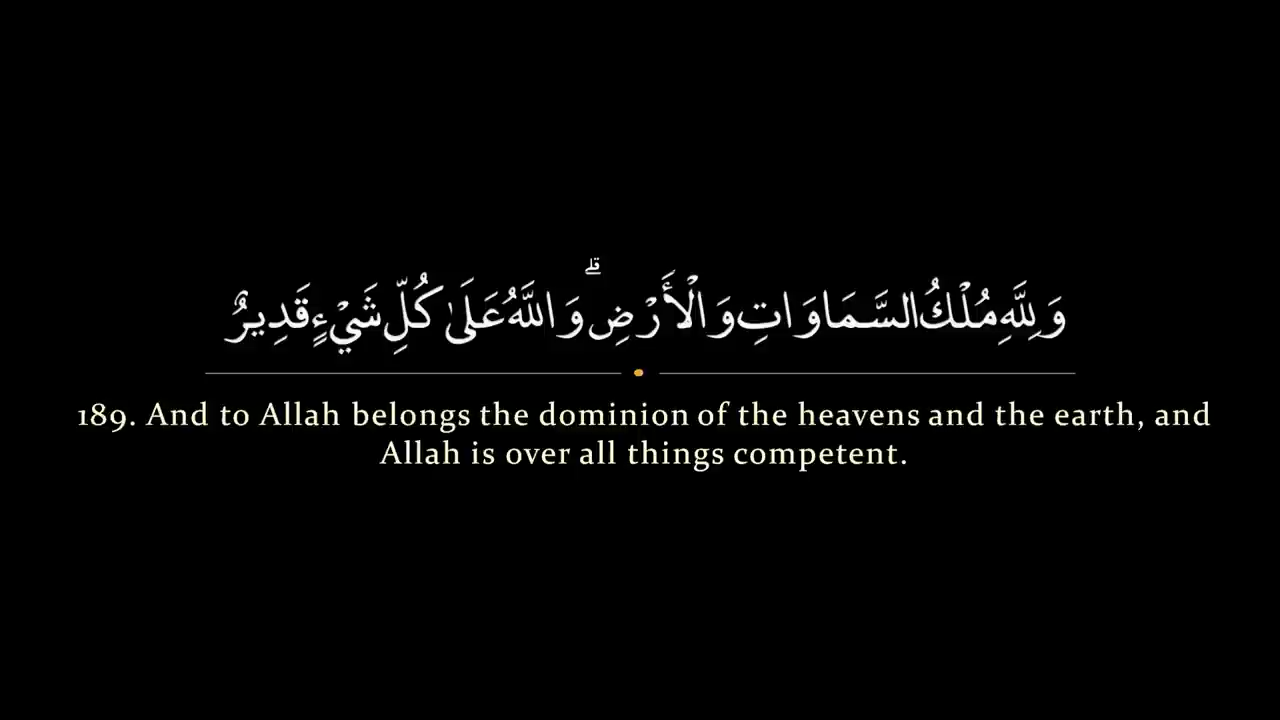 وَلِلَّهِ مُلْكُ السَّمَاوَاتِ وَالْأَرْضِ ۗ وَاللَّهُ عَلَىٰ كُلِّ شَيْءٍ قَدِيرٌ
189. And to Allah belongs the dominion of the heavens and the earth, and
Allah is over all things competent.